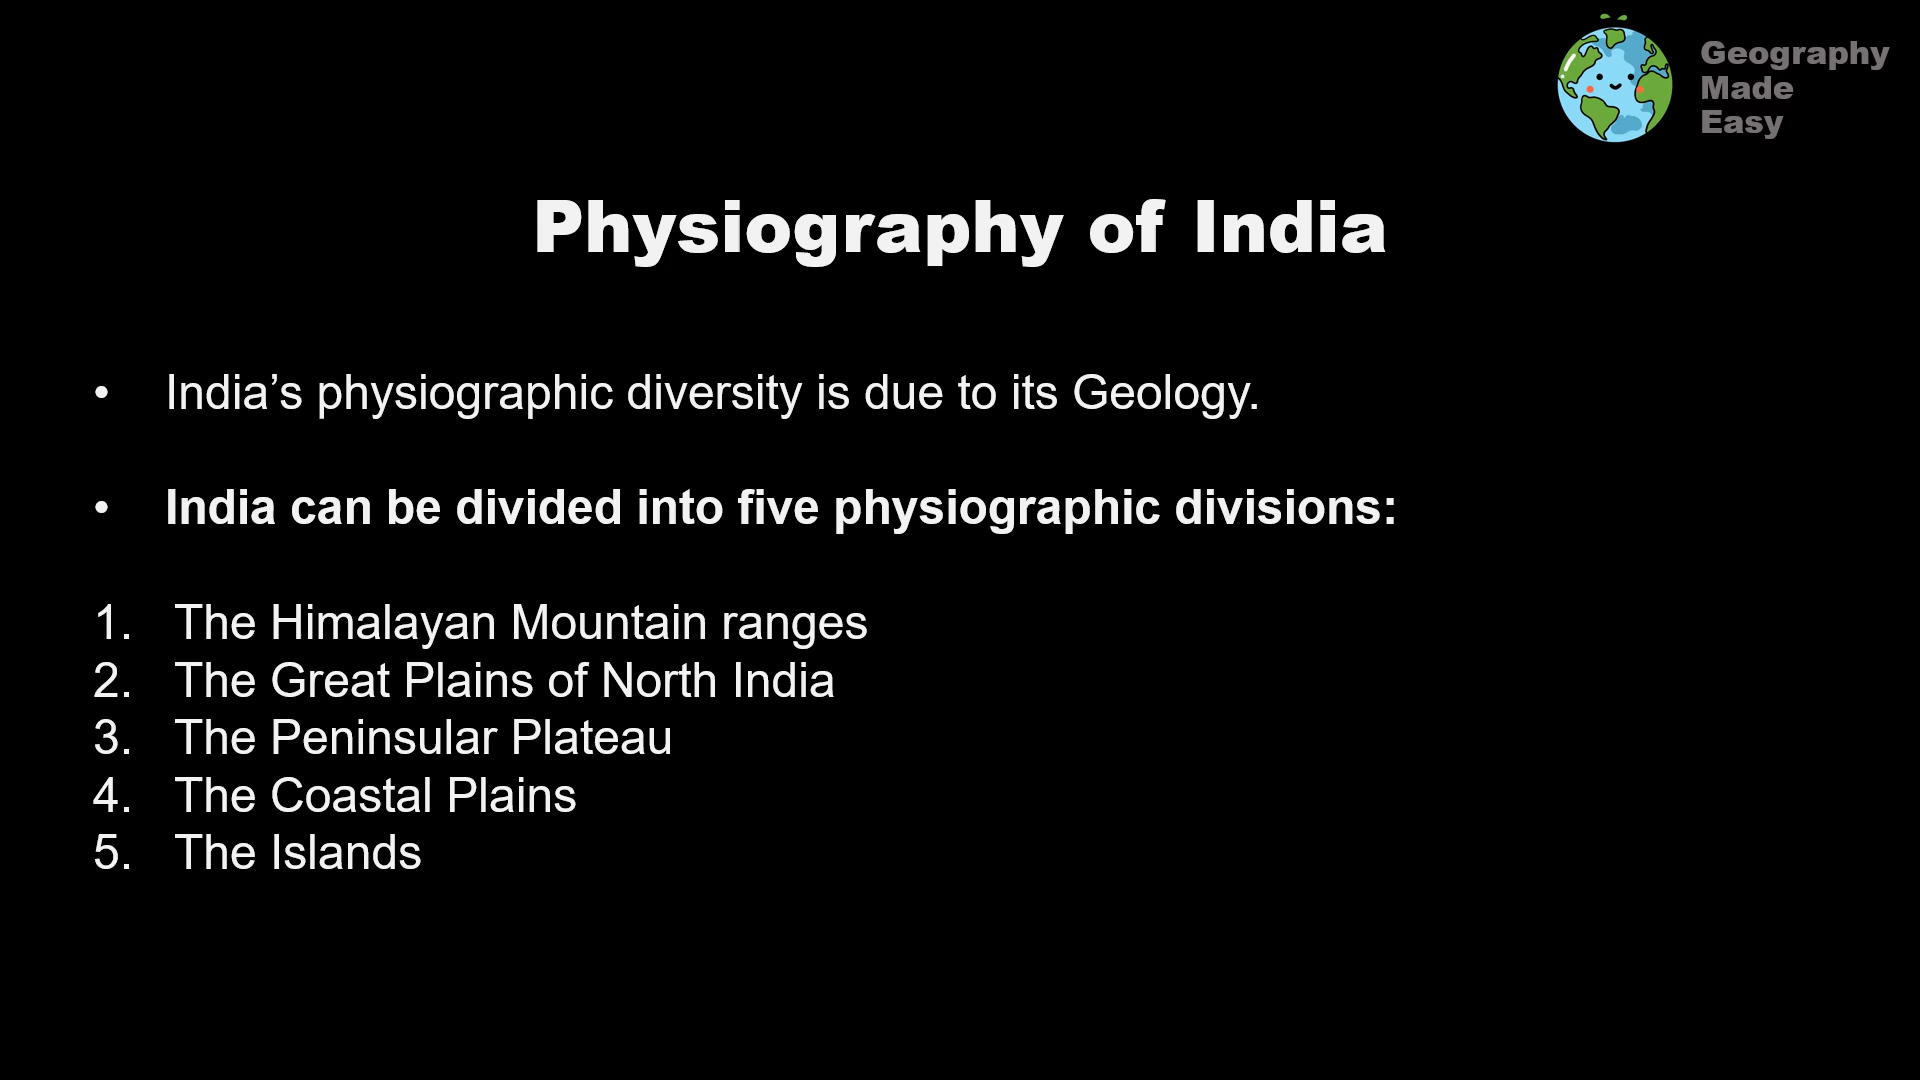 Geography
Made
Easy
Physiography of India
• India’s physiographic diversity is due to its Geology.
• India can be divided into five physiographic divisions:
1. The Himalayan Mountain ranges
2. The Great Plains of North India
3. The Peninsular Plateau
4. The Coastal Plains
5. The Islands